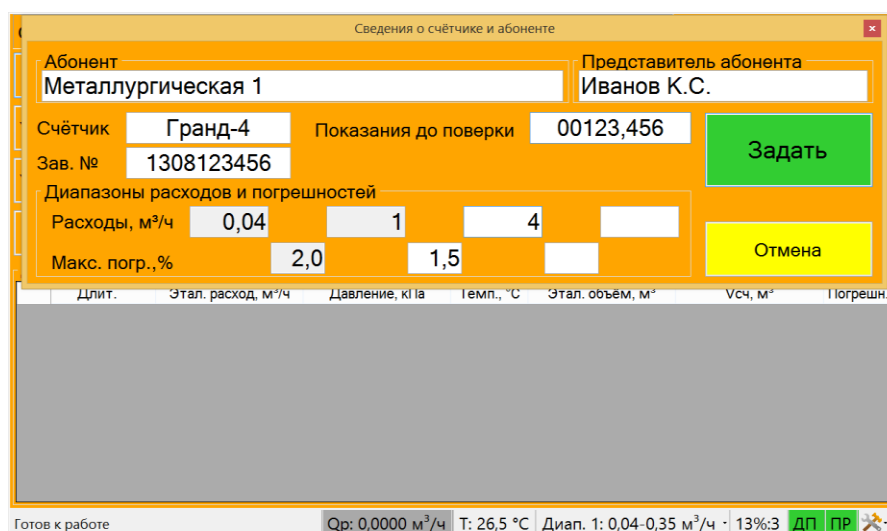 Сведения о счётчике и абоненте
Абонент
Представитель абонента
Металлургическая 1
Иванов К.С.
Счётчик Гранд-4 Показания до поверки 00123,456
Задать
Зав. № 1308123456
Диапазоны расходов и погрешностей
Расходы, м³/ч 0,04 1 4
Макс. погр.,% 2,0 1,5
Отмена
Длит. Этал. расход, м³/ч Давление, кПа Темп., °C Этал. объём, м³ Vсч, м³ Погрешн.
Готов к работе Qр: 0,0000 м³/ч T: 26,5 °C Диап. 1: 0,04-0,35 м³/ч 13%:3 ДП ПР